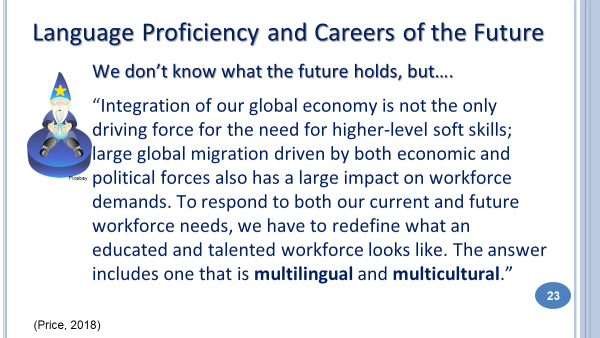 Language Proficiency and Careers of the Future
We don’t know what the future holds, but….
“Integration of our global economy is not the only
driving force for the need for higher-level soft skills;
large global migration driven by both economic and
political forces also has a large impact on workforce
demands. To respond to both our current and future
workforce needs, we have to redefine what an
educated and talented workforce looks like. The answer
includes one that is multilingual and multicultural.”
Pixabay
23
(Price, 2018)